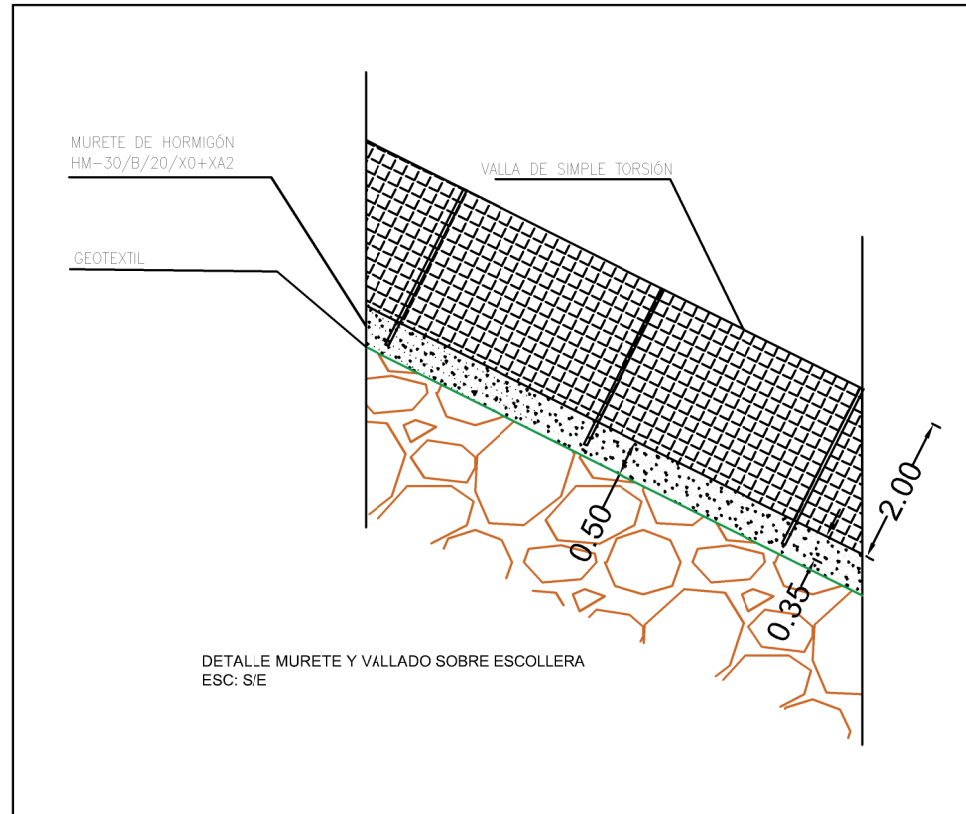 MURETE DE HORMIGÓN
HM-30/B/20/X0+XA2
VALLA DE SIMPLE TORSIÓN
GEOTEXTIL
2.00
0.50
0.35
DETALLE MURETE Y VALLADO SOBRE ESCOLLERA
ESC: S/E